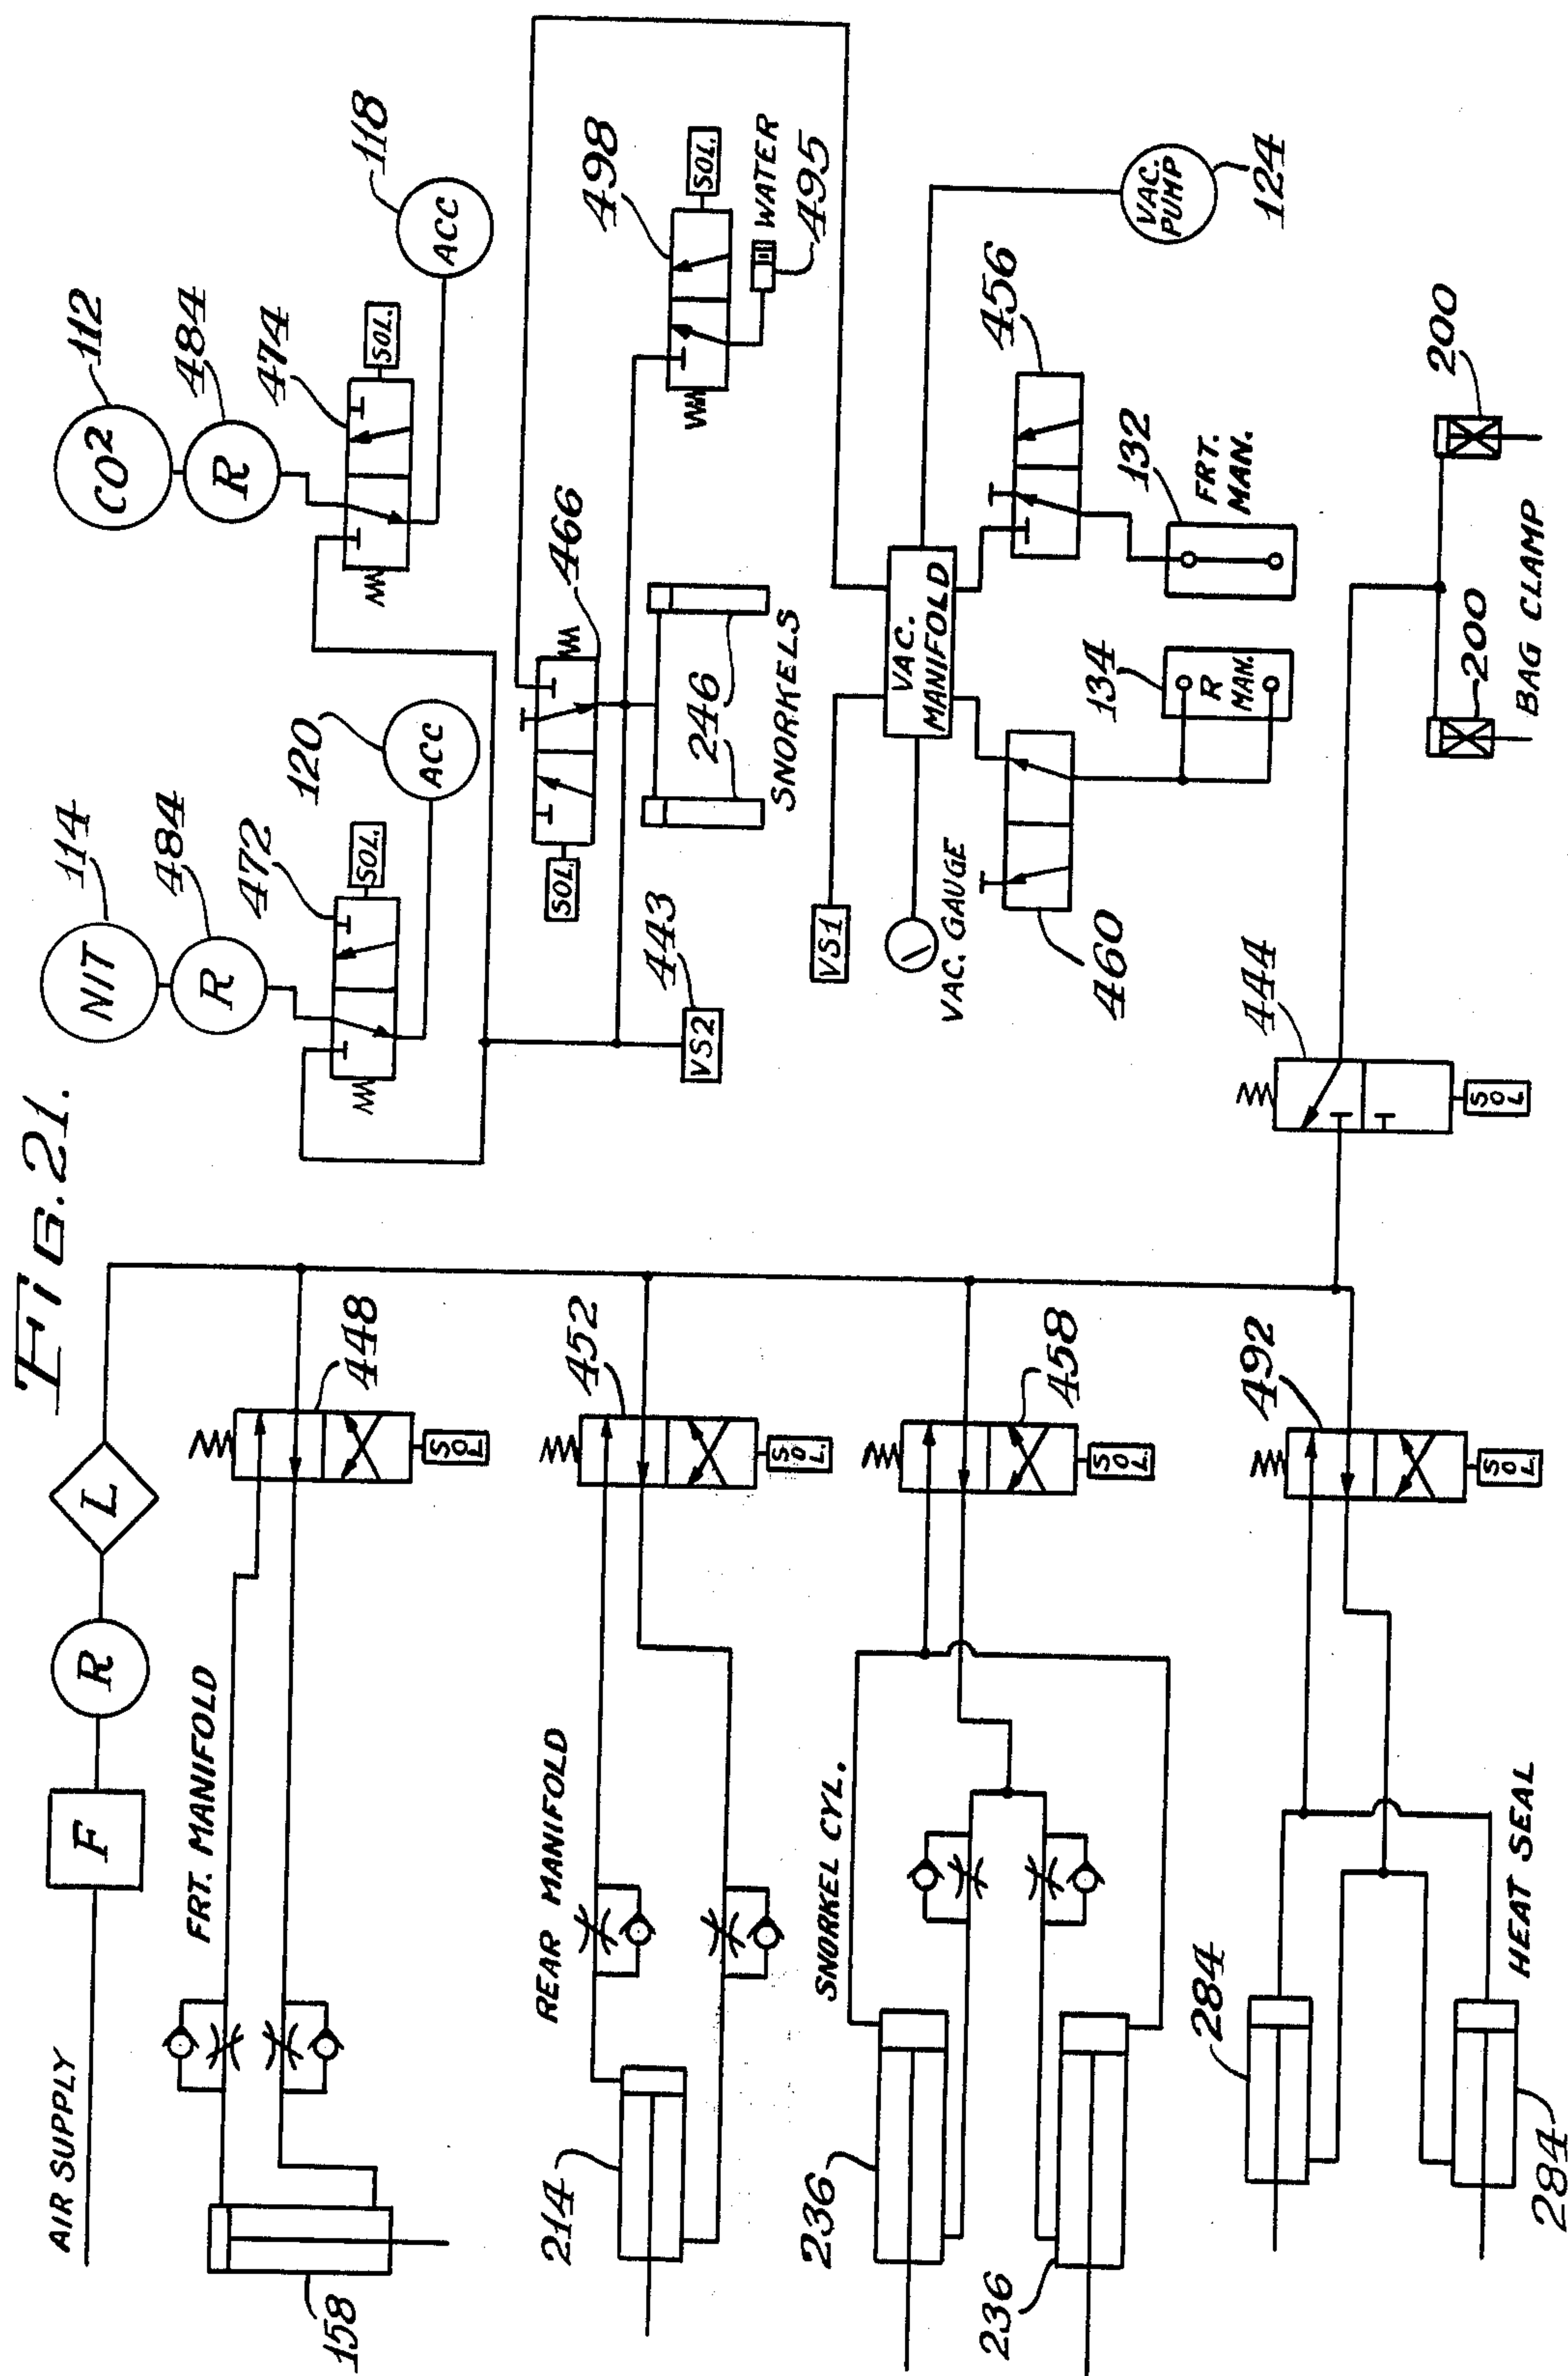 Fig. 21.
AIR SUPPLY
F
R
L
FRT. MANIFOLD
158
448
SOL
REAR MANIFOLD
214
452
SOL.
SNORKEL CYL.
236
236
458
SOL.
HEAT SEAL
284
284
492
SOL.
444
SOL
200
200
BAG CLAMP
NIT
114
R
484
472
SOL.
ACC
120
CO²
112
R
484
474
SOL.
ACC
118
VS2
443
SOL.
466
246
SNORKELS
498
SOL.
WATER
495
VS1
VAC. GAUGE
VAC. MANIFOLD
460
134
R MAN.
456
132
FRT. MAN.
VAC. PUMP
124